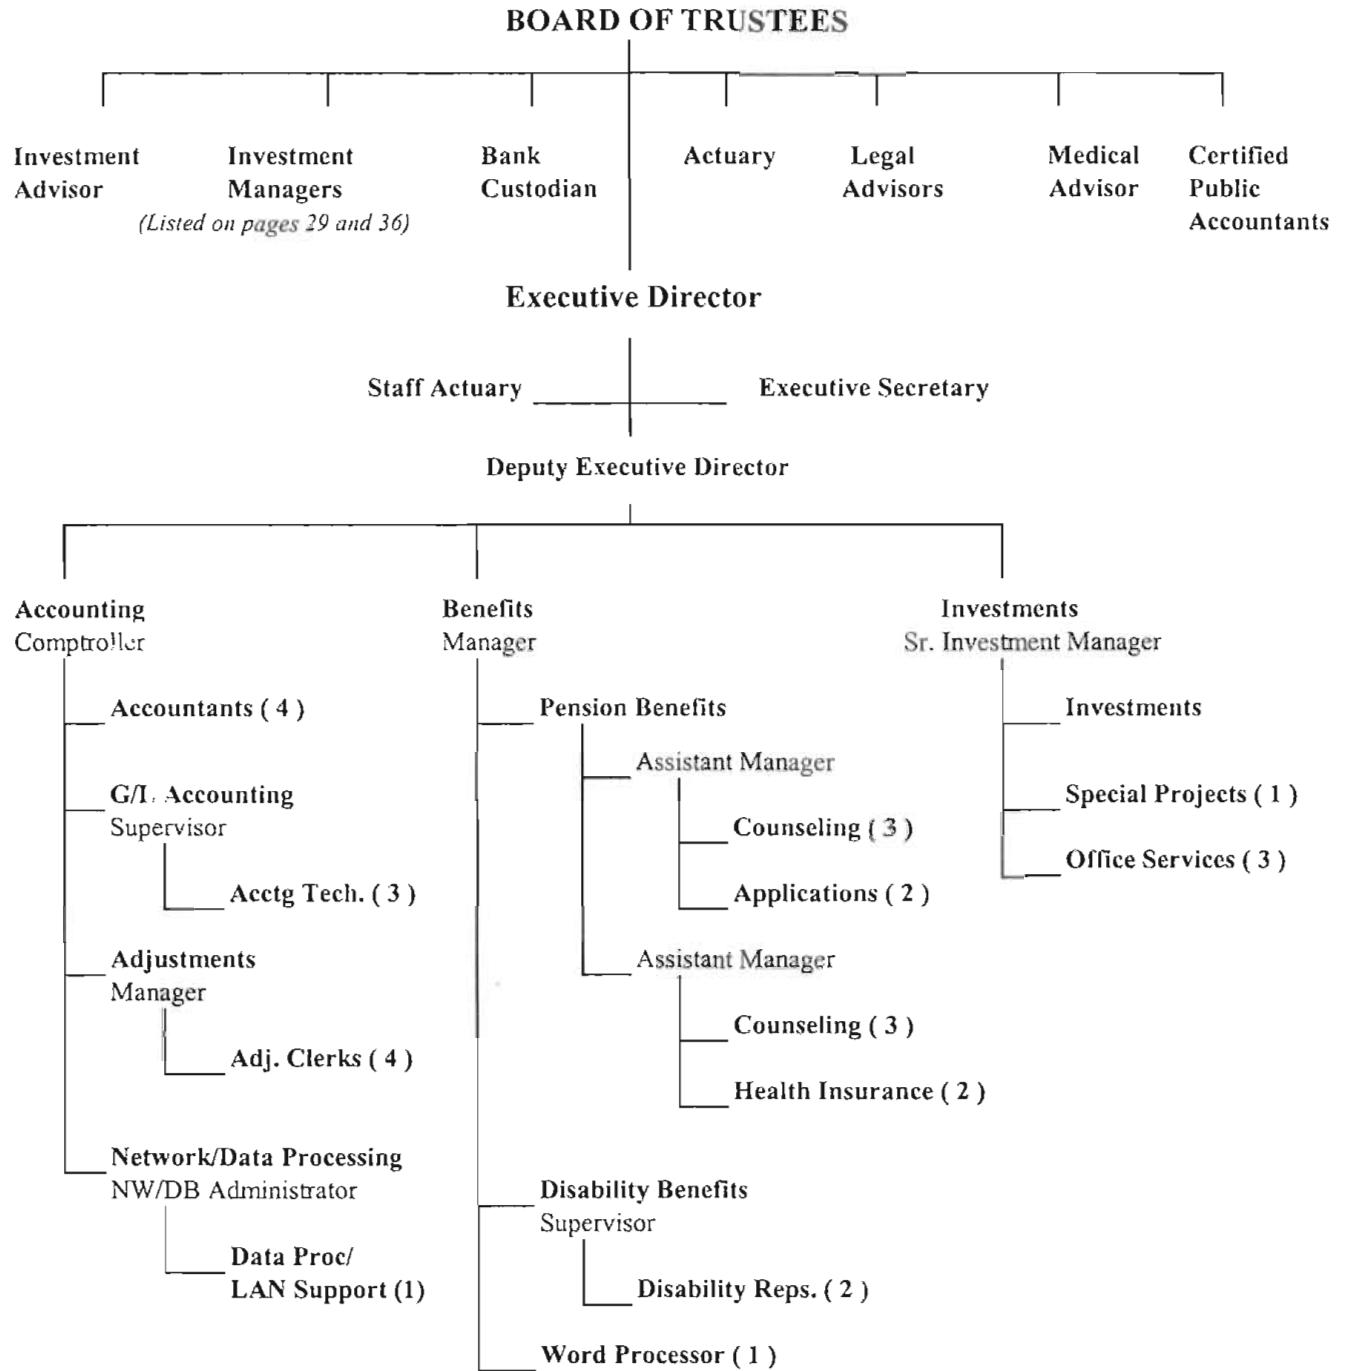 BOARD OF TRUSTEES
Investment Advisor
Investment Managers
(Listed on pages 29 and 36)
Bank Custodian
Actuary
Legal Advisors
Medical Advisor
Certified Public Accountants
Executive Director
Staff Actuary
Executive Secretary
Deputy Executive Director
Accounting
Comptroller
Accountants ( 4 )
G/L Accounting
Supervisor
Acctg Tech. ( 3 )
Adjustments
Manager
Adj. Clerks ( 4 )
Network/Data Processing
NW/DB Administrator
Data Proc/
LAN Support (1)
Benefits
Manager
Pension Benefits
Assistant Manager
Counseling ( 3 )
Applications ( 2 )
Assistant Manager
Counseling ( 3 )
Health Insurance ( 2 )
Disability Benefits
Supervisor
Disability Reps. ( 2 )
Word Processor ( 1 )
Investments
Sr. Investment Manager
Investments
Special Projects ( 1 )
Office Services ( 3 )